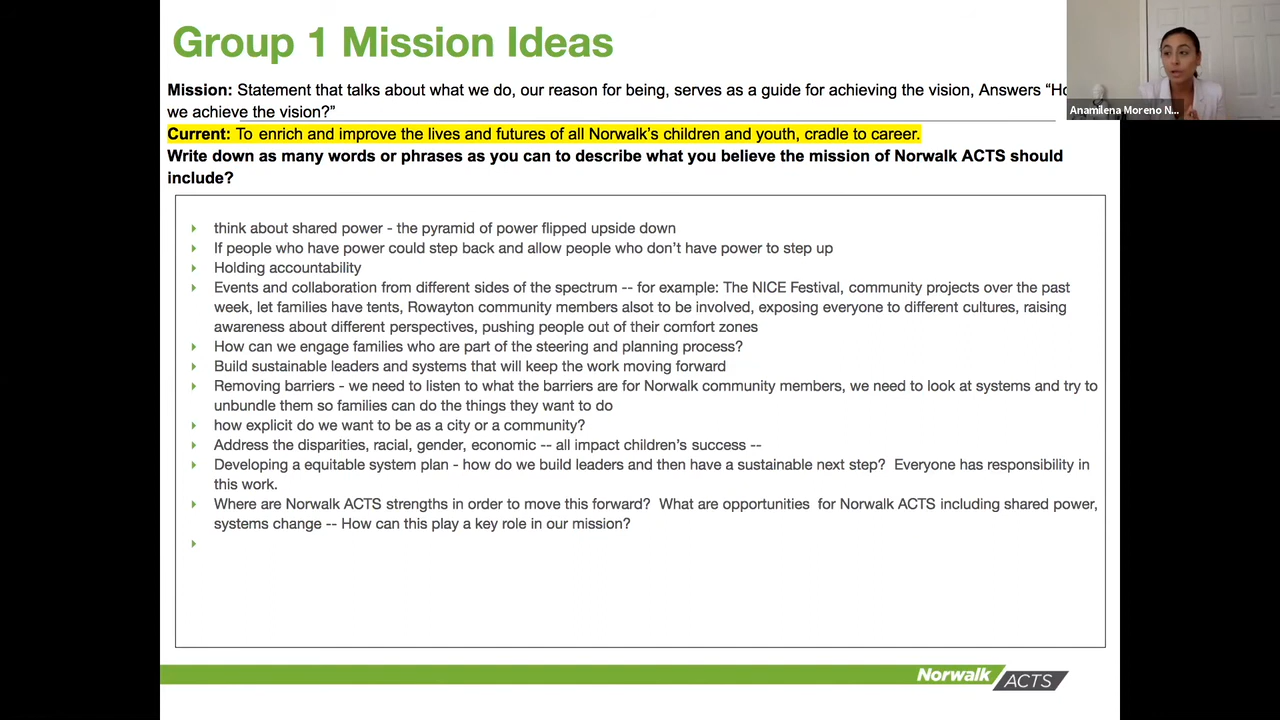 Group 1 Mission Ideas
Mission: Statement that talks about what we do, our reason for being, serves as a guide for achieving the vision, Answers “Ho
we achieve the vision?”
Current: To enrich and improve the lives and futures of all Norwalk’s children and youth, cradle to career.
Write down as many words or phrases as you can to describe what you believe the mission of Norwalk ACTS should
include?
Anamilena Moreno N...
think about shared power - the pyramid of power flipped upside down
If people who have power could step back and allow people who don’t have power to step up
Holding accountability
Events and collaboration from different sides of the spectrum -- for example: The NICE Festival, community projects over the past
week, let families have tents, Rowayton community members alsot to be involved, exposing everyone to different cultures, raising
awareness about different perspectives, pushing people out of their comfort zones
How can we engage families who are part of the steering and planning process?
Build sustainable leaders and systems that will keep the work moving forward
Removing barriers - we need to listen to what the barriers are for Norwalk community members, we need to look at systems and try to
unbundle them so families can do the things they want to do
how explicit do we want to be as a city or a community?
Address the disparities, racial, gender, economic -- all impact children’s success --
Developing a equitable system plan - how do we build leaders and then have a sustainable next step?  Everyone has responsibility in
this work.
Where are Norwalk ACTS strengths in order to move this forward?  What are opportunities  for Norwalk ACTS including shared power,
systems change -- How can this play a key role in our mission?
Norwalk ACTS